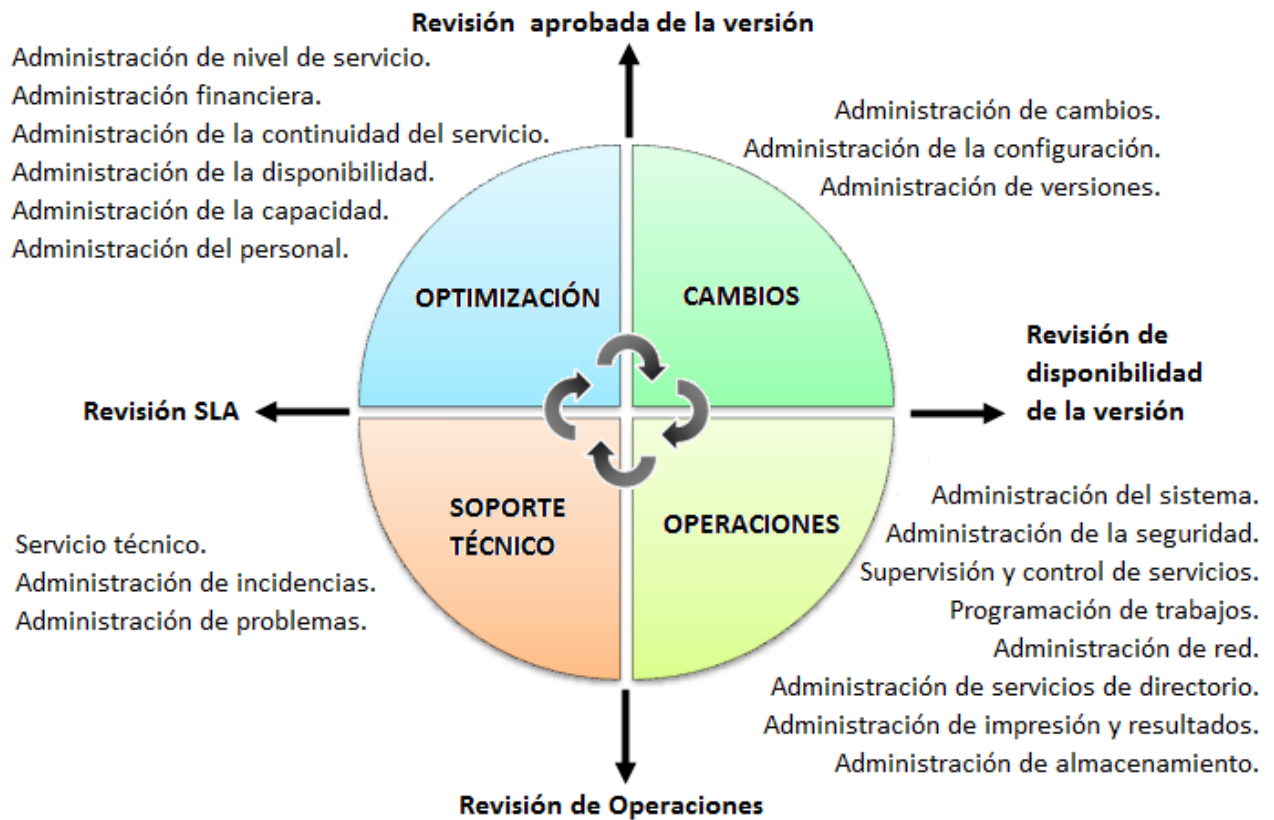 Revisión aprobada de la versión
Administración de nivel de servicio.
Administración financiera.
Administración de la continuidad del servicio.
Administración de la disponibilidad.
Administración de la capacidad.
Administración del personal.
Administración de cambios.
Administración de la configuración.
Administración de versiones.
OPTIMIZACIÓN
CAMBIOS
Revisión SLA
Revisión de
disponibilidad
de la versión
SOPORTE
TÉCNICO
OPERACIONES
Servicio técnico.
Administración de incidencias.
Administración de problemas.
Administración del sistema.
Administración de la seguridad.
Supervisión y control de servicios.
Programación de trabajos.
Administración de red.
Administración de servicios de directorio.
Administración de impresión y resultados.
Administración de almacenamiento.
Revisión de Operaciones